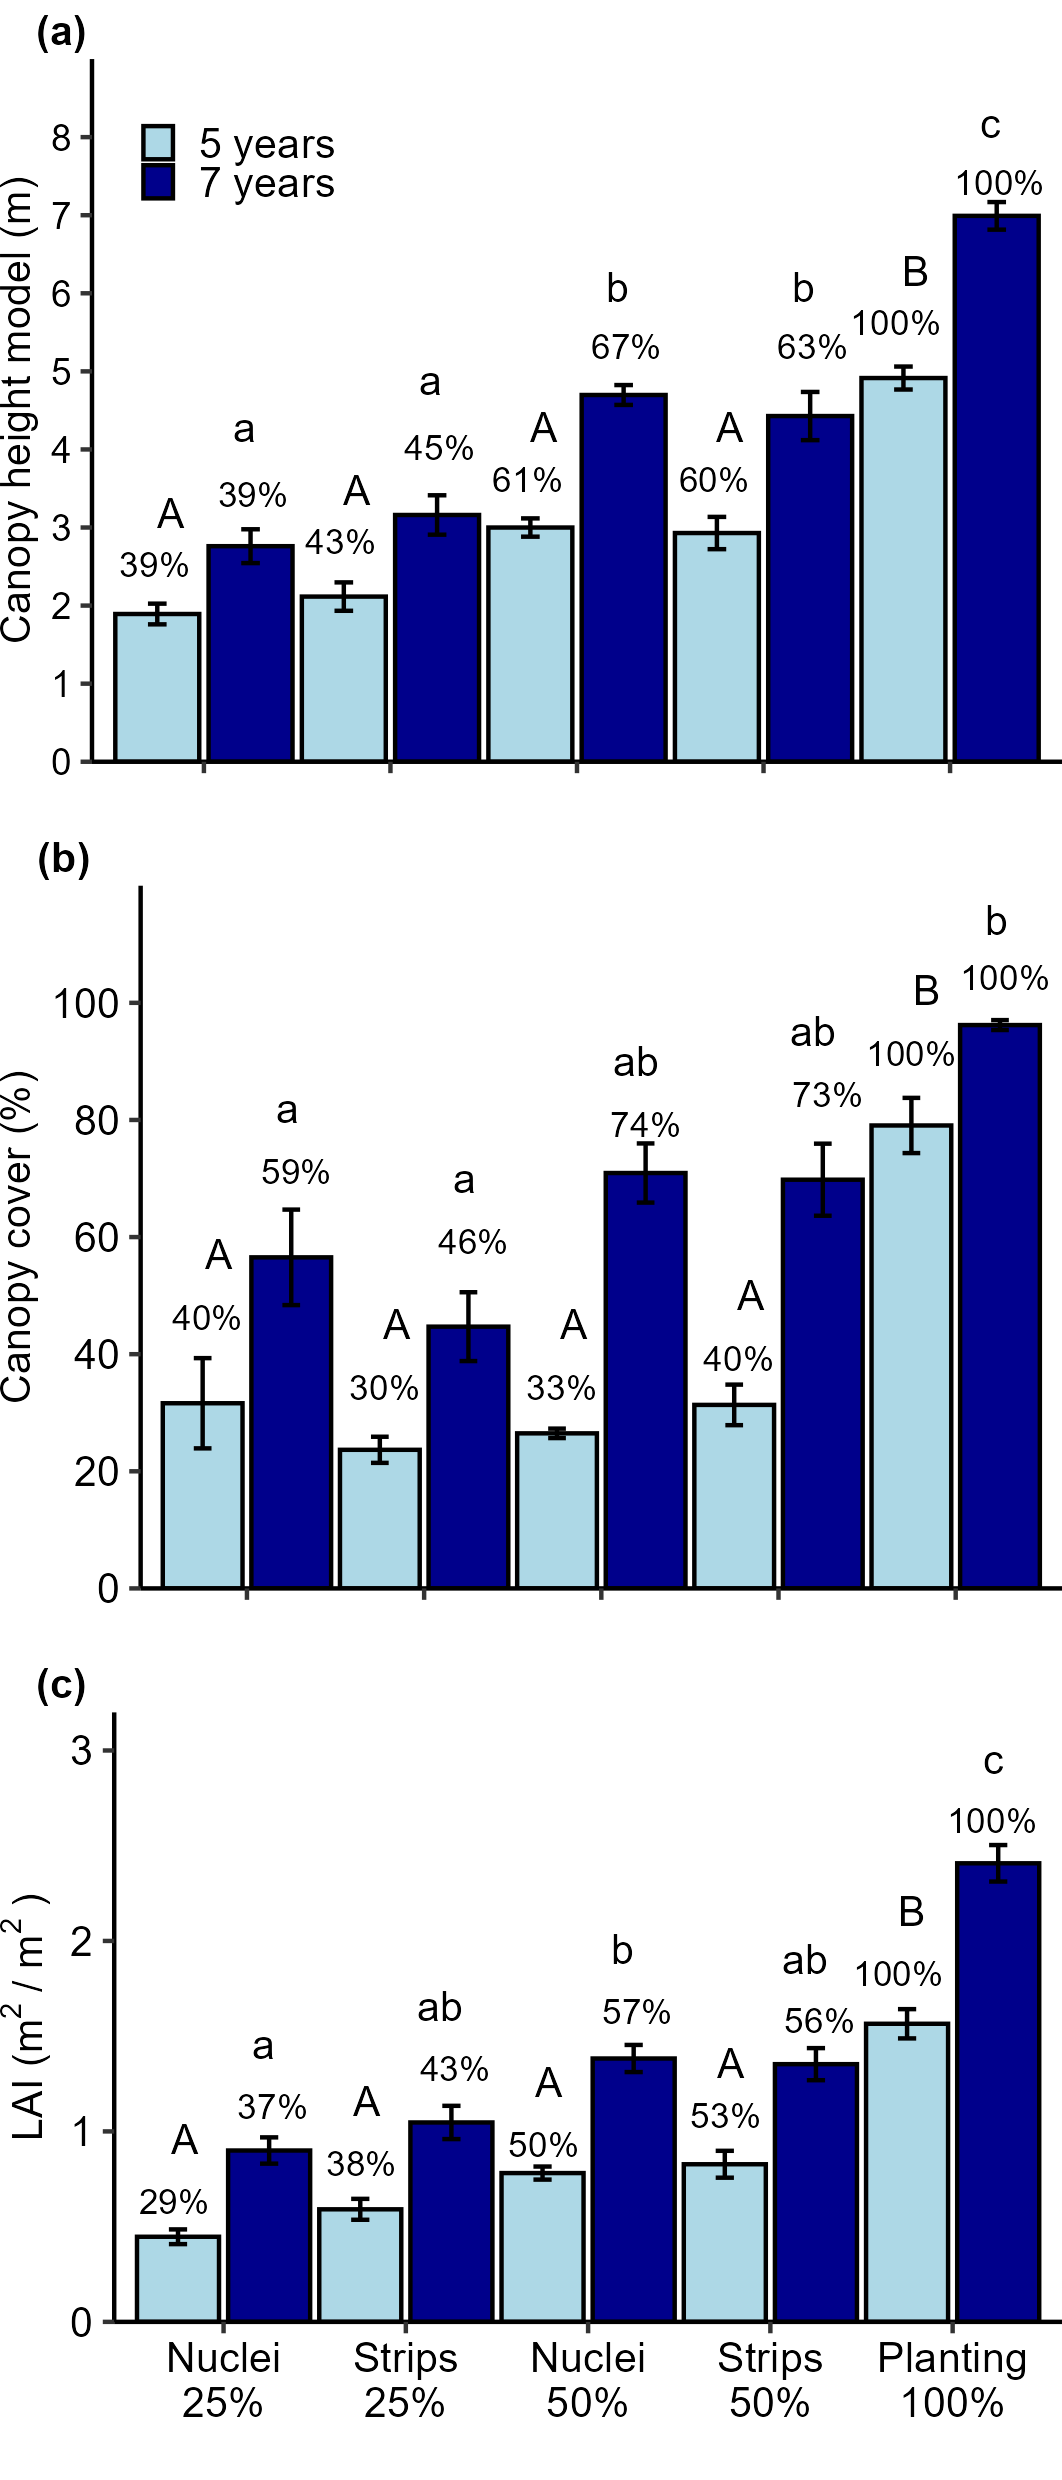 (a)
Canopy height model (m)
8
7
6
5
4
3
2
1
0
5 years
7 years
A
39%
a
39%
A
43%
a
45%
A
61%
b
67%
A
60%
b
63%
B
100%
c
100%
(b)
Canopy cover (%)
100
80
60
40
20
0
A
40%
a
59%
A
30%
a
46%
A
33%
ab
74%
A
40%
ab
73%
B
100%
b
100%
(c)
LAI (m² / m² )
3
2
1
0
A
29%
a
37%
A
38%
ab
43%
A
50%
b
57%
A
53%
ab
56%
B
100%
c
100%
Nuclei
25%
Strips
25%
Nuclei
50%
Strips
50%
Planting
100%